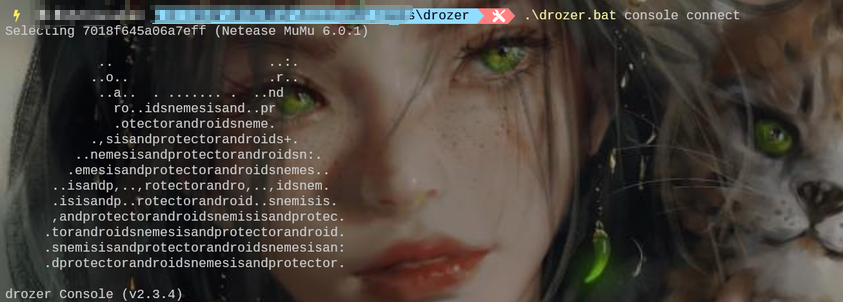 s\drozer .\drozer.bat console connect
Selecting 7018f645a06a7eff (Netease MuMu 6.0.1)
.. ..:.
..o.. .r..
..a.. . ....... . ..nd
ro..idsnemesisand..pr
.otectorandroidsneme.
.,sisandprotectorandroids+.
..nemesisandprotectorandroidsn:.
.emesisandprotectorandroidsnemes..
..isandp,..,rotectorandro,..,idsnem.
.isisandp..rotectorandroid..snemisis.
,andprotectorandroidsnemisisandprotec.
.torandroidsnemesisandprotectorandroid.
.snemisisandprotectorandroidsnemesisan:
.dprotectorandroidsnemesisandprotector.
drozer Console (v2.3.4)